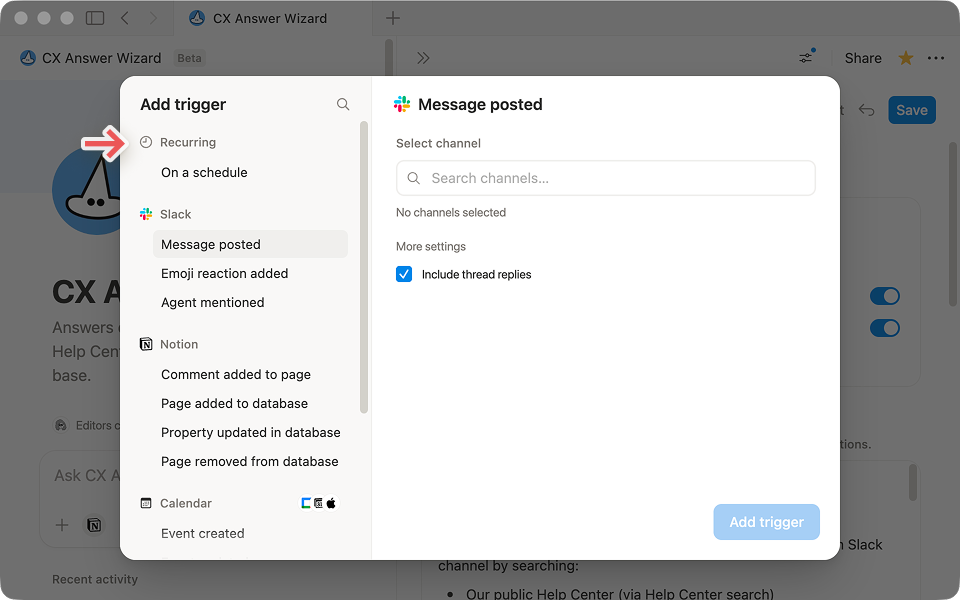 CX Answer Wizard
CX Answer Wizard Beta
Share
Save
Add trigger
Recurring
On a schedule
Slack
Message posted
Emoji reaction added
Agent mentioned
Notion
Comment added to page
Page added to database
Property updated in database
Page removed from database
Calendar
Event created
Message posted
Select channel
Search channels...
No channels selected
More settings
Include thread replies
Add trigger
CX A
Answers
Help Cen
base.
Editors c
Ask CX A
Recent activity
tions.
Slack
channel by searching:
• Our public Help Center (via Help Center search)